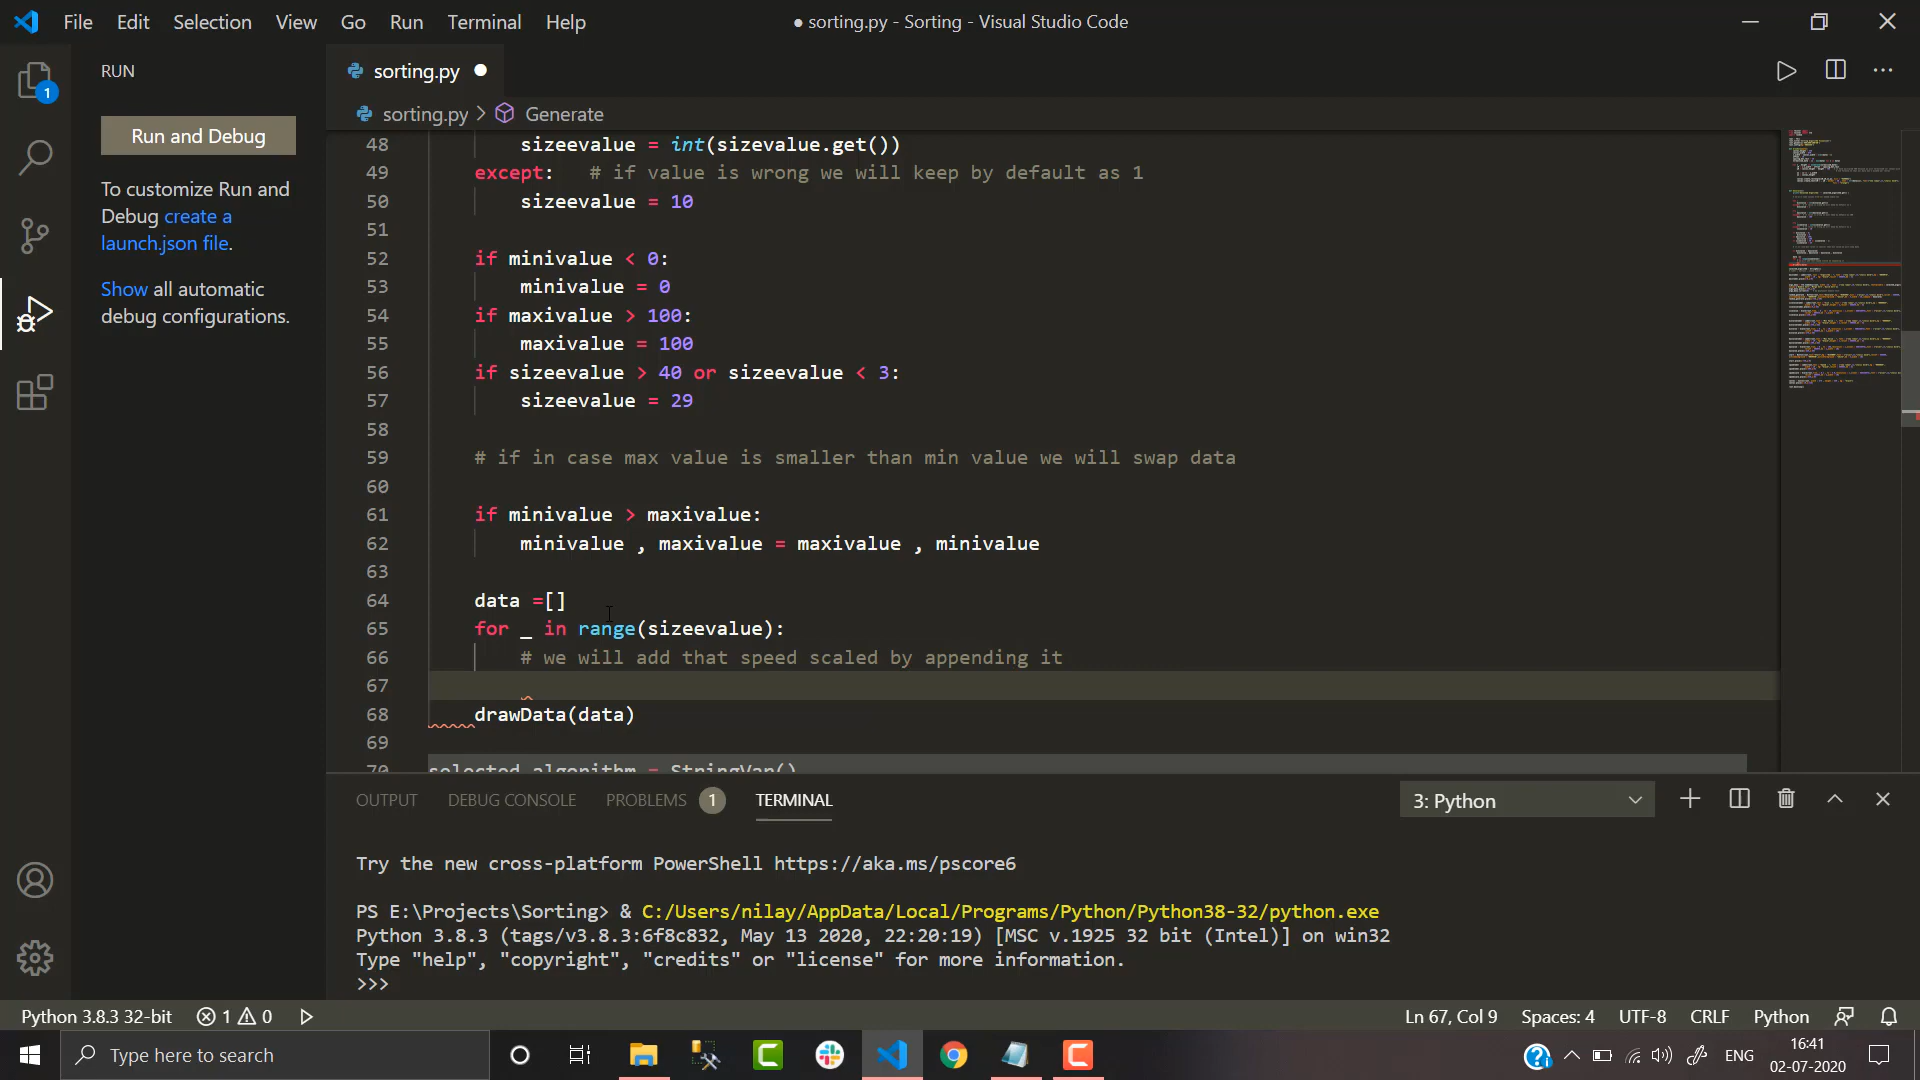 File Edit Selection View Go Run Terminal Help
● sorting.py - Sorting - Visual Studio Code
RUN
sorting.py ●
1
sorting.py > Generate
Run and Debug
To customize Run and
Debug create a
launch.json file.
Show all automatic
debug configurations.
48 sizeevalue = int(sizevalue.get())
49 except: # if value is wrong we will keep by default as 1
50 sizeevalue = 10
51
52 if minivalue < 0:
53 minivalue = 0
54 if maxivalue > 100:
55 maxivalue = 100
56 if sizeevalue > 40 or sizeevalue < 3:
57 sizeevalue = 29
58
59 # if in case max value is smaller than min value we will swap data
60
61 if minivalue > maxivalue:
62 minivalue , maxivalue = maxivalue , minivalue
63
64 data =[]
65 for _ in range(sizeevalue):
66 # we will add that speed scaled by appending it
67
68 drawData(data)
69
70 selected_algorithm = StringVar()
OUTPUT DEBUG CONSOLE PROBLEMS 1 TERMINAL
3: Python
Try the new cross-platform PowerShell https://aka.ms/pscore6
PS E:\Projects\Sorting> & C:/Users/nilay/AppData/Local/Programs/Python/Python38-32/python.exe
Python 3.8.3 (tags/v3.8.3:6f8c832, May 13 2020, 22:20:19) [MSC v.1925 32 bit (Intel)] on win32
Type "help", "copyright", "credits" or "license" for more information.
>>>
Python 3.8.3 32-bit 1 0
Ln 67, Col 9 Spaces: 4 UTF-8 CRLF Python
Type here to search
ENG
16:41
02-07-2020